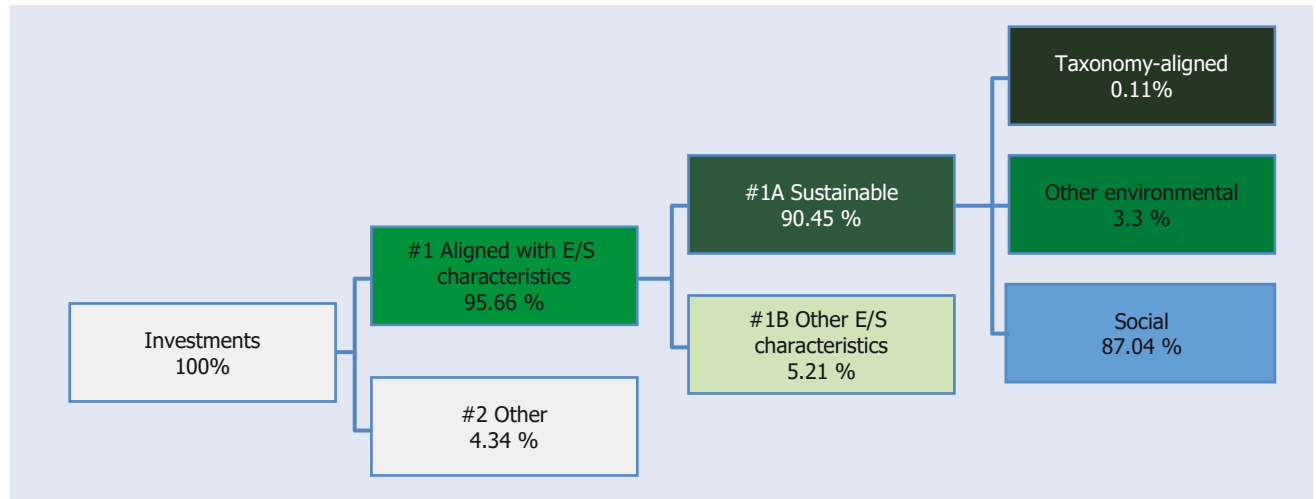 Investments
100%
#1 Aligned with E/S
characteristics
95.66 %
#2 Other
4.34 %
#1A Sustainable
90.45 %
#1B Other E/S
characteristics
5.21 %
Taxonomy-aligned
0.11%
Other environmental
3.3 %
Social
87.04 %